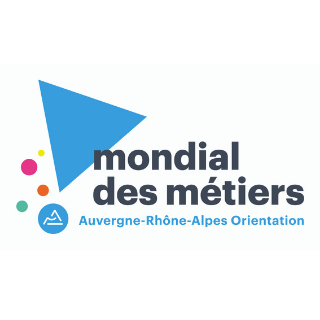 mondial
des métiers
Auvergne-Rhône-Alpes Orientation